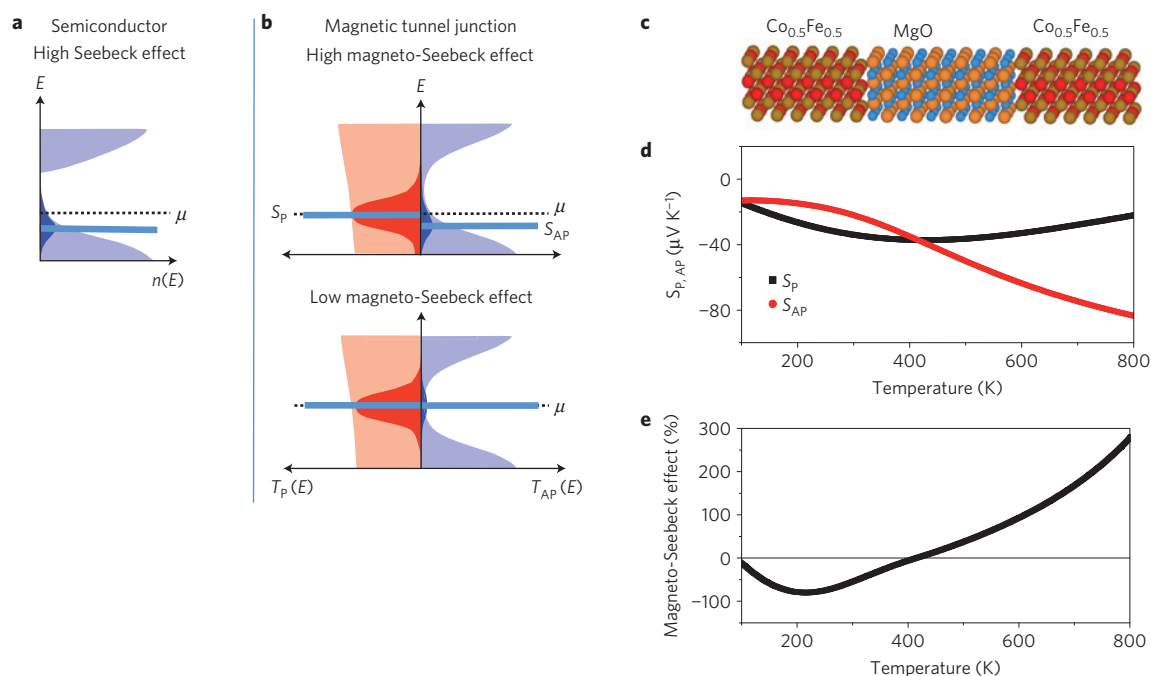 a
Semiconductor
High Seebeck effect
E
μ
n(E)
b
Magnetic tunnel junction
High magneto-Seebeck effect
E
S_P
μ
S_AP
Low magneto-Seebeck effect
μ
T_P(E)
T_AP(E)
c
Co0.5Fe0.5
MgO
Co0.5Fe0.5
d
0
−40
−80
S_P, AP (μV K⁻¹)
S_P
S_AP
200 400 600 800
Temperature (K)
e
300
200
100
0
−100
Magneto-Seebeck effect (%)
200 400 600 800
Temperature (K)